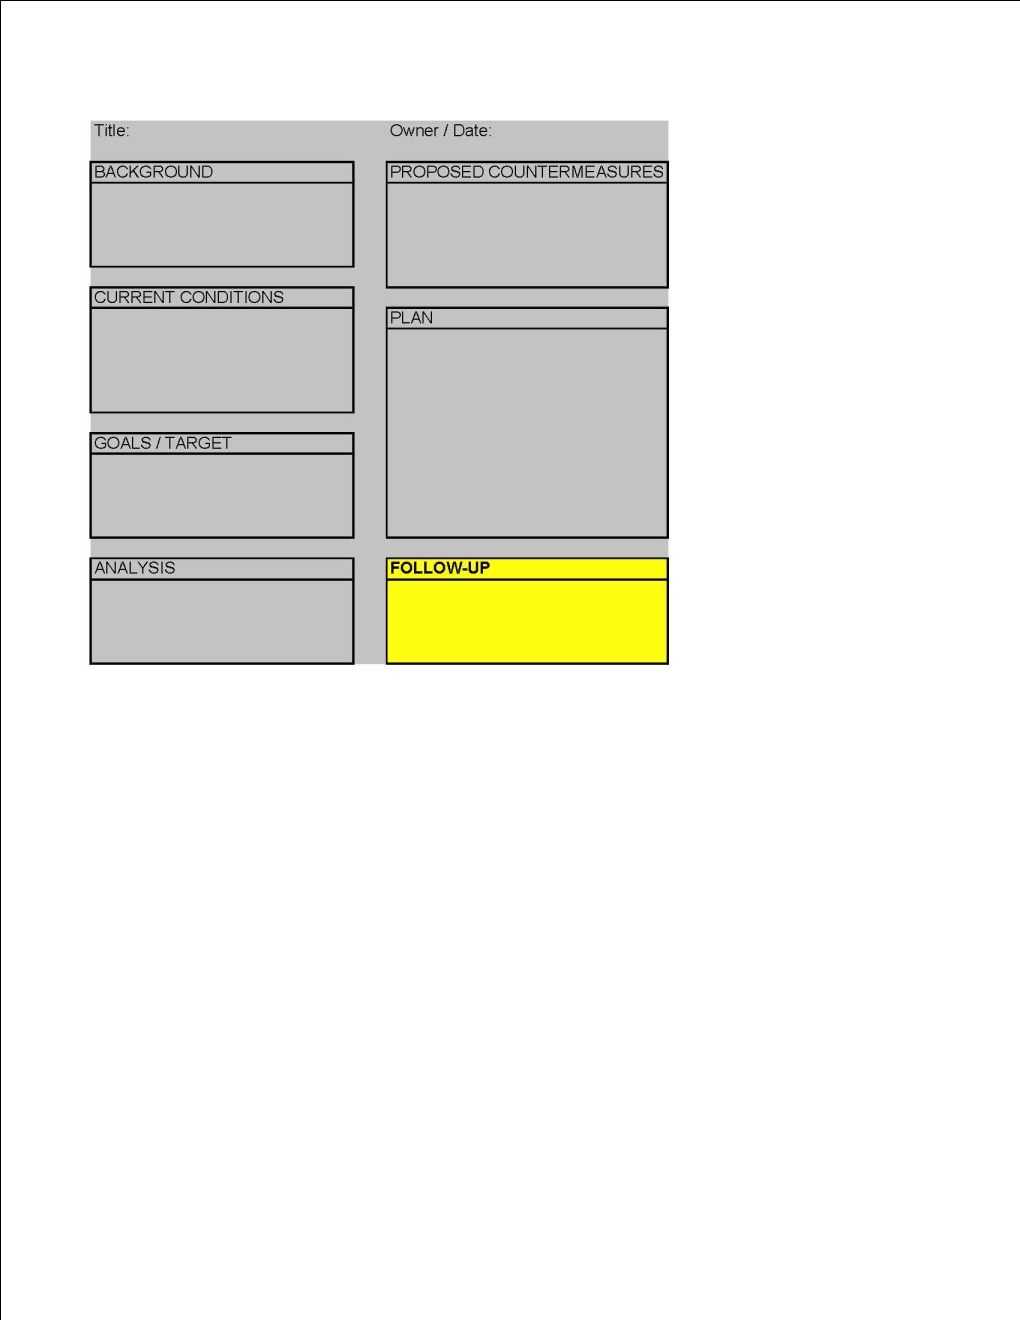 Title:
Owner / Date:
BACKGROUND
CURRENT CONDITIONS
GOALS / TARGET
ANALYSIS
PROPOSED COUNTERMEASURES
PLAN
FOLLOW-UP